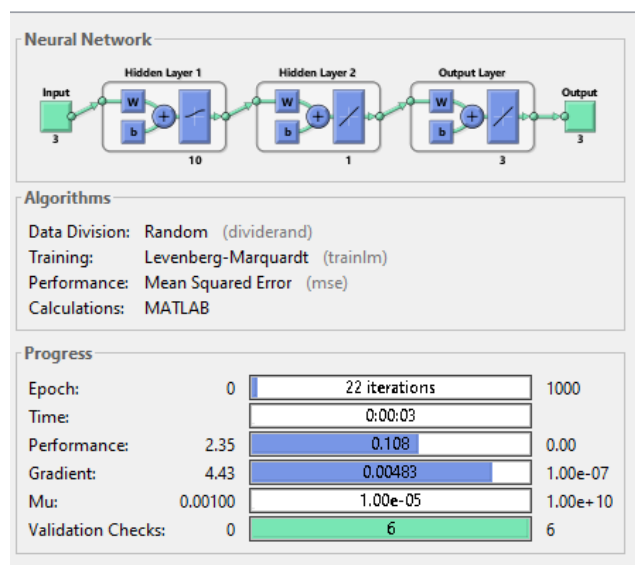 Neural Network
Hidden Layer 1 Hidden Layer 2 Output Layer
Input Output
W W W
+ + +
b b b
3 3
10 1 3
Algorithms
Data Division: Random (dividerand)
Training: Levenberg-Marquardt (trainlm)
Performance: Mean Squared Error (mse)
Calculations: MATLAB
Progress
Epoch: 0 22 iterations 1000
Time: 0:00:03
Performance: 2.35 0.108 0.00
Gradient: 4.43 0.00483 1.00e-07
Mu: 0.00100 1.00e-05 1.00e+10
Validation Checks: 0 6 6